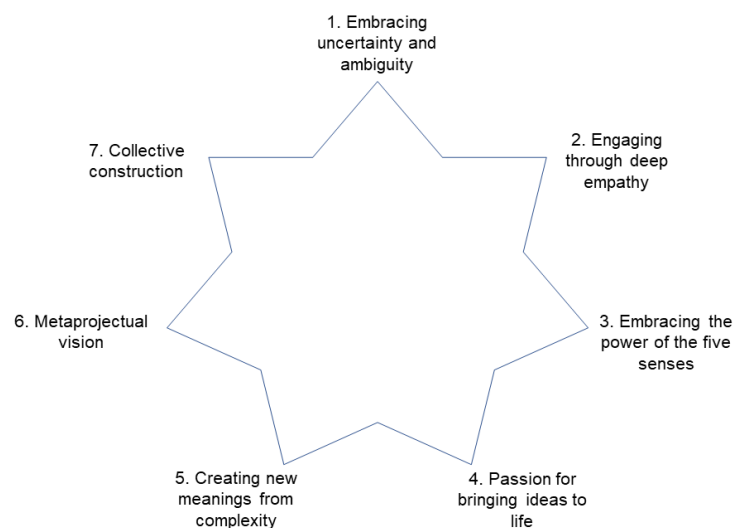 1. Embracing
uncertainty and
ambiguity
2. Engaging
through deep
empathy
3. Embracing the
power of the five
senses
4. Passion for
bringing ideas to
life
5. Creating new
meanings from
complexity
6. Metaprojectual
vision
7. Collective
construction